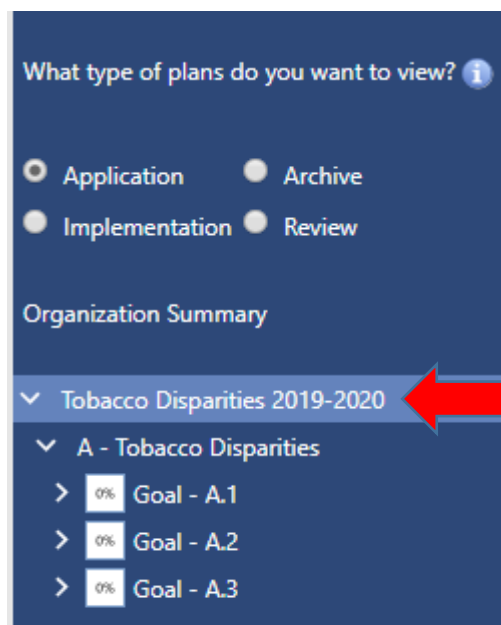 What type of plans do you want to view?
Application Archive
Implementation Review
Organization Summary
Tobacco Disparities 2019-2020
A - Tobacco Disparities
0% Goal - A.1
0% Goal - A.2
0% Goal - A.3